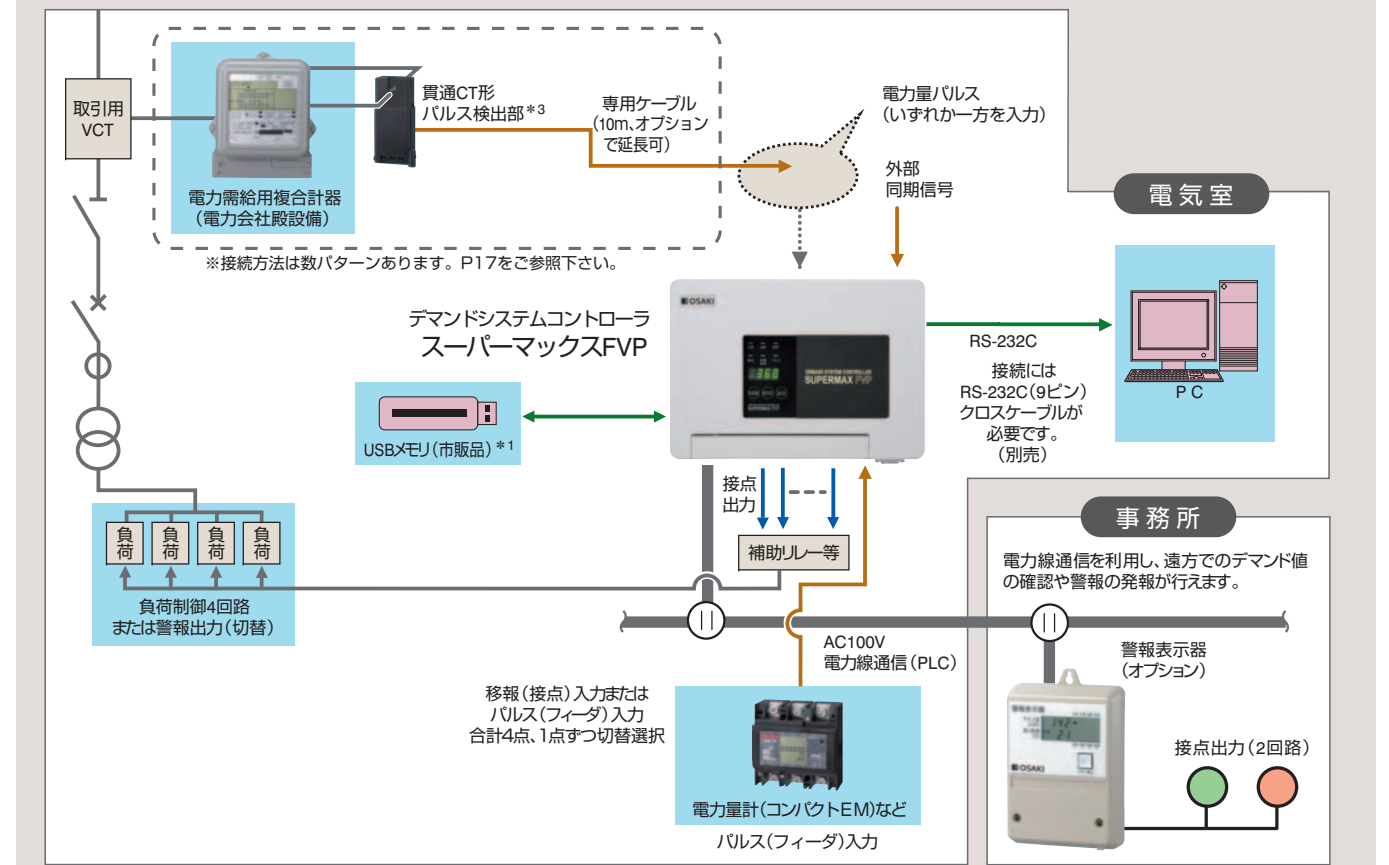 取引用
VCT
電力需給用複合計器
（電力会社殿設備）
貫通CT形
パルス検出部＊3
専用ケーブル
（10m、オプション
で延長可）
電力量パルス
（いずれか一方を入力）
外部
同期信号
電気室
※接続方法は数パターンあります。P17をご参照下さい。
デマンドシステムコントローラ
スーパーマックスFVP
OSAKI
DEMAND SYSTEM CONTROLLER
SUPERMAX FVP
360
RS-232C
接続には
RS-232C（9ピン）
クロスケーブルが
必要です。
（別売）
PC
USBメモリ（市販品）＊1
接点
出力
補助リレー等
負荷
負荷
負荷
負荷
負荷制御4回路
または警報出力（切替）
事務所
電力線通信を利用し、遠方でのデマンド値
の確認や警報の発報が行えます。
AC100V
電力線通信（PLC）
警報表示器
（オプション）
移報（接点）入力または
パルス（フィーダ）入力
合計4点、1点ずつ切替選択
電力量計（コンパクトEM）など
パルス（フィーダ）入力
警報表示器
OSAKI
接点出力（2回路）